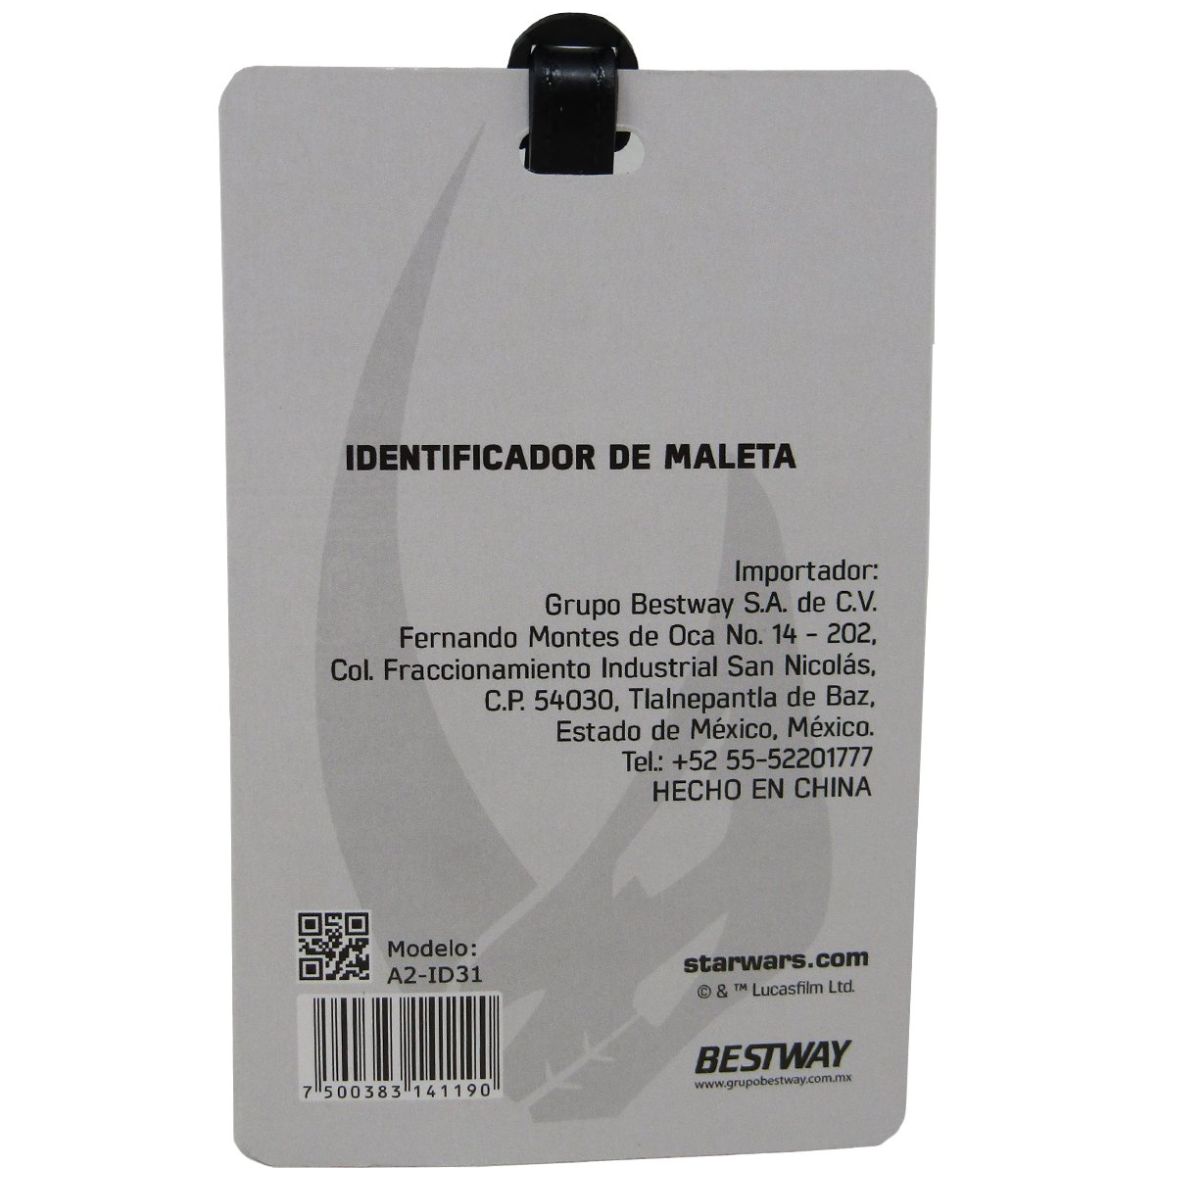 IDENTIFICADOR DE MALETA
Importador:
Grupo Bestway S.A. de C.V.
Fernando Montes de Oca No. 14 - 202,
Col. Fraccionamiento Industrial San Nicolás,
C.P. 54030, Tlalnepantla de Baz,
Estado de México, México.
Tel.: +52 55-52201777
HECHO EN CHINA
Modelo:
A2-ID31
7 500383 141190
starwars.com
© & ™ Lucasfilm Ltd.
BESTWAY
www.grupobestway.com.mx